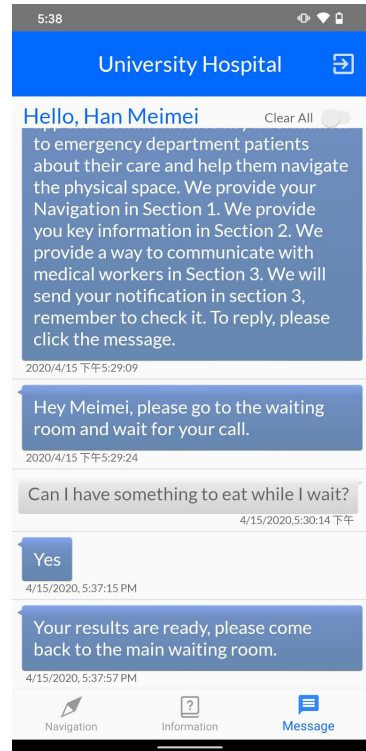 5:38
University Hospital
Hello, Han Meimei
Clear All
to emergency department patients
about their care and help them navigate
the physical space. We provide your
Navigation in Section 1. We provide
you key information in Section 2. We
provide a way to communicate with
medical workers in Section 3. We will
send your notification in section 3,
remember to check it. To reply, please
click the message.
2020/4/15 下午5:29:09
Hey Meimei, please go to the waiting
room and wait for your call.
2020/4/15 下午5:29:24
Can I have something to eat while I wait?
4/15/2020,5:30:14 下午
Yes
4/15/2020, 5:37:15 PM
Your results are ready, please come
back to the main waiting room.
4/15/2020, 5:37:57 PM
Navigation
Information
Message